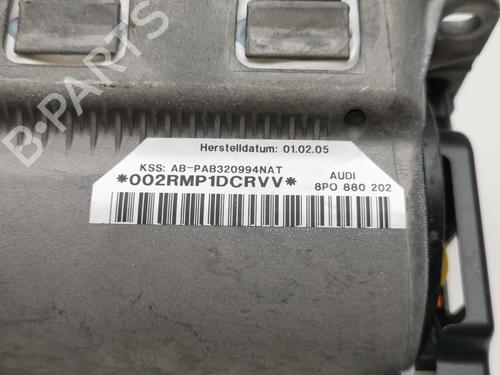 B-PARTS
Herstelldatum: 01.02.05
KSS: AB-PAB320994NAT
AUDI
*002RMP1DCRVV*
8P0 880 202